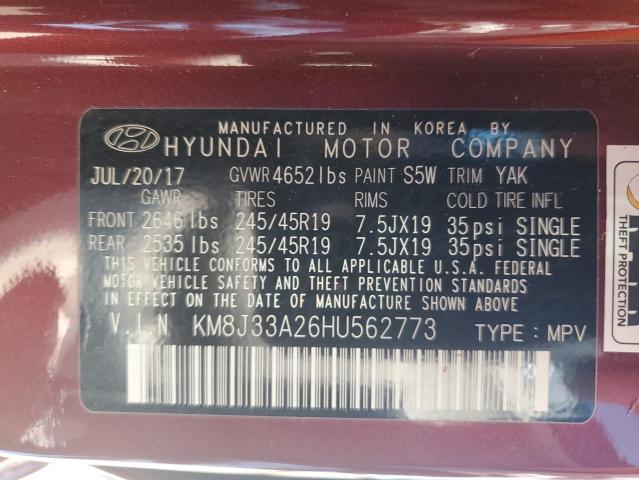 MANUFACTURED IN KOREA BY
HYUNDAI MOTOR COMPANY
JUL/20/17 GVWR 4652 lbs PAINT S5W TRIM YAK
GAWR TIRES RIMS COLD TIRE INFL
FRONT 2646 lbs 245/45R19 7.5JX19 35psi SINGLE
REAR 2535 lbs 245/45R19 7.5JX19 35psi SINGLE
THIS VEHICLE CONFORMS TO ALL APPLICABLE U.S.A. FEDERAL
MOTOR VEHICLE SAFETY AND THEFT PREVENTION STANDARDS
IN EFFECT ON THE DATE OF MANUFACTURE SHOWN ABOVE.
V.I.N KM8J33A26HU562773 TYPE: MPV
THEFT PROTECTION